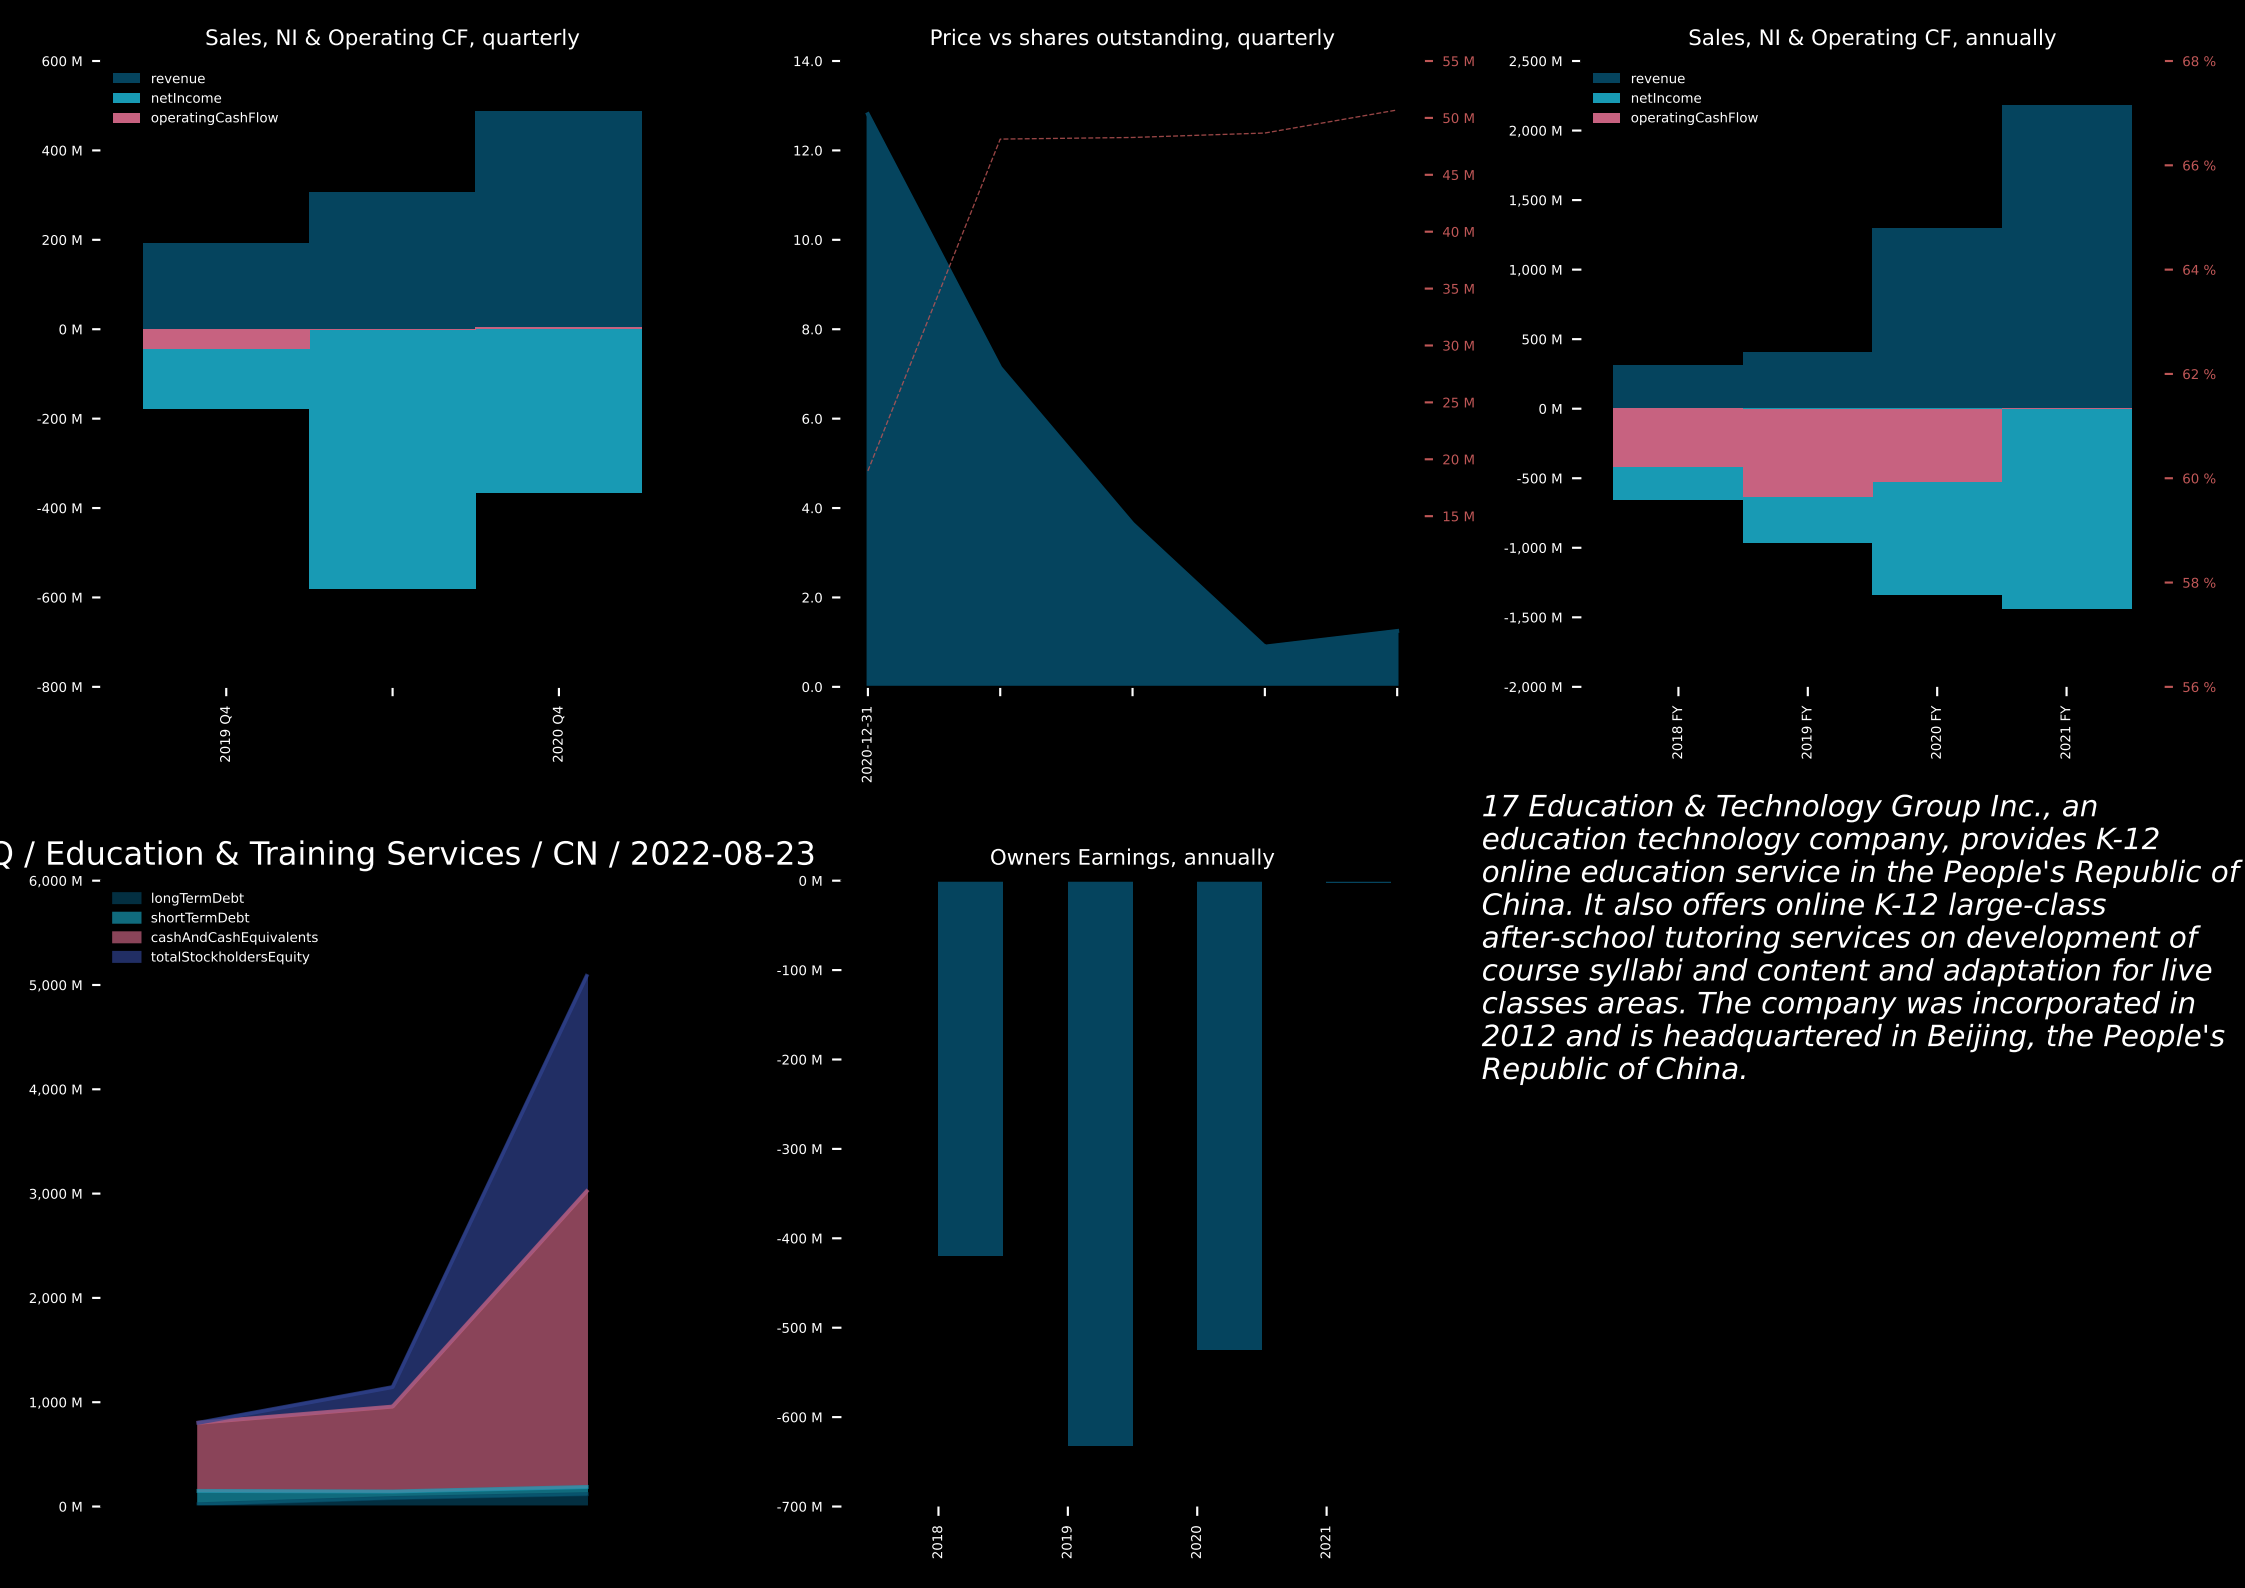 Sales, NI & Operating CF, quarterly
600 M
400 M
200 M
0 M
-200 M
-400 M
-600 M
-800 M
revenue
netIncome
operatingCashFlow
2019 Q4
2020 Q4
Price vs shares outstanding, quarterly
14.0
12.0
10.0
8.0
6.0
4.0
2.0
0.0
55 M
50 M
45 M
40 M
35 M
30 M
25 M
20 M
15 M
2020-12-31
Sales, NI & Operating CF, annually
2,500 M
2,000 M
1,500 M
1,000 M
500 M
0 M
-500 M
-1,000 M
-1,500 M
-2,000 M
revenue
netIncome
operatingCashFlow
68 %
66 %
64 %
62 %
60 %
58 %
56 %
2018 FY
2019 FY
2020 FY
2021 FY
Q / Education & Training Services / CN / 2022-08-23
6,000 M
5,000 M
4,000 M
3,000 M
2,000 M
1,000 M
0 M
longTermDebt
shortTermDebt
cashAndCashEquivalents
totalStockholdersEquity
Owners Earnings, annually
0 M
-100 M
-200 M
-300 M
-400 M
-500 M
-600 M
-700 M
2018
2019
2020
2021
17 Education & Technology Group Inc., an
education technology company, provides K-12
online education service in the People's Republic of
China. It also offers online K-12 large-class
after-school tutoring services on development of
course syllabi and content and adaptation for live
classes areas. The company was incorporated in
2012 and is headquartered in Beijing, the People's
Republic of China.